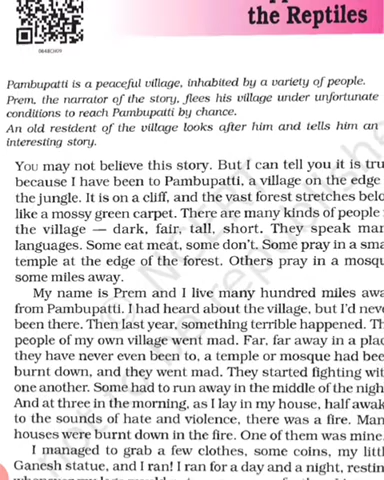 the Reptiles
Pambupatti is a peaceful village, inhabited by a variety of people.
Prem, the narrator of the story, flees his village under unfortunate
conditions to reach Pambupatti by chance.
An old resident of the village looks after him and tells him an
interesting story.
YOU may not believe this story. But I can tell you it is tru
because I have been to Pambupatti, a village on the edge
the jungle. It is on a cliff, and the vast forest stretches belo
like a mossy green carpet. There are many kinds of people
the village — dark, fair, tall, short. They speak man
languages. Some eat meat, some don't. Some pray in a sma
temple at the edge of the forest. Others pray in a mosqu
some miles away.
My name is Prem and I live many hundred miles awa
from Pambupatti. I had heard about the village, but I'd neve
been there. Then last year, something terrible happened. Th
people of my own village went mad. Far, far away in a plac
they have never even been to, a temple or mosque had bee
burnt down, and they went mad. They started fighting wit
one another. Some had to run away in the middle of the nigh
And at three in the morning, as I lay in my house, half awak
to the sounds of hate and violence, there was a fire. Man
houses were burnt down in the fire. One of them was mine
I managed to grab a few clothes, some coins, my littl
Ganesh statue, and I ran! I ran for a day and a night, restin